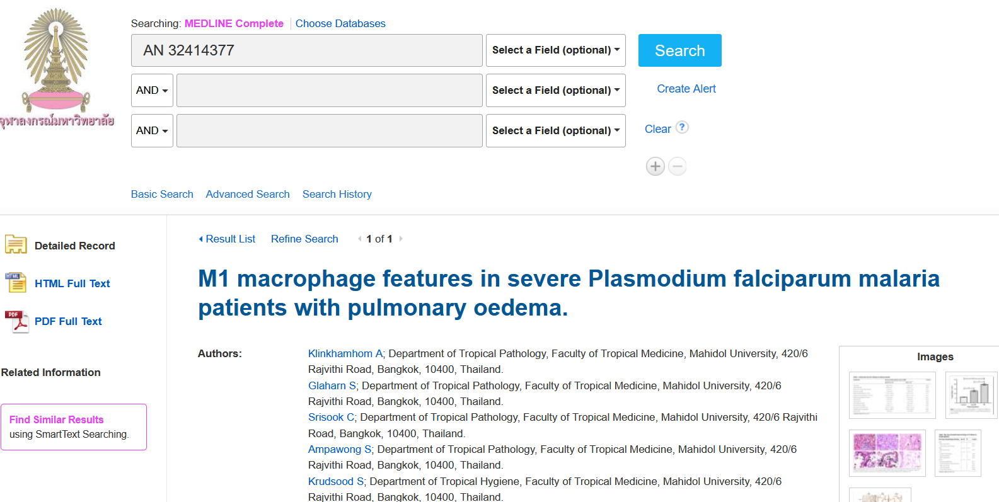 Searching: MEDLINE Complete Choose Databases
AN 32414377 Select a Field (optional) Search
AND Select a Field (optional) Create Alert
จุฬาลงกรณ์มหาวิทยาลัย
AND Select a Field (optional) Clear ?
Basic Search Advanced Search Search History
Detailed Record
HTML Full Text
PDF Full Text
Related Information
Find Similar Results
using SmartText Searching.
Result List Refine Search 1 of 1
M1 macrophage features in severe Plasmodium falciparum malaria
patients with pulmonary oedema.
Authors:
Klinkhamhom A; Department of Tropical Pathology, Faculty of Tropical Medicine, Mahidol University, 420/6
Rajvithi Road, Bangkok, 10400, Thailand.
Glaharn S; Department of Tropical Pathology, Faculty of Tropical Medicine, Mahidol University, 420/6
Rajvithi Road, Bangkok, 10400, Thailand.
Srisook C; Department of Tropical Pathology, Faculty of Tropical Medicine, Mahidol University, 420/6 Rajvithi
Road, Bangkok, 10400, Thailand.
Ampawong S; Department of Tropical Pathology, Faculty of Tropical Medicine, Mahidol University, 420/6
Rajvithi Road, Bangkok, 10400, Thailand.
Krudsood S; Department of Tropical Hygiene, Faculty of Tropical Medicine, Mahidol University, 420/6
Rajvithi Road, Bangkok, 10400, Thailand.
Images